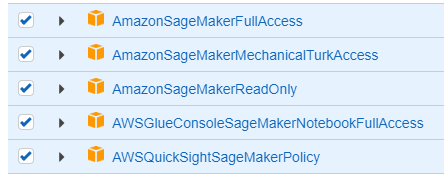 AmazonSageMakerFullAccess
AmazonSageMakerMechanicalTurkAccess
AmazonSageMakerReadOnly
AWSGlueConsoleSageMakerNotebookFullAccess
AWSQuickSightSageMakerPolicy